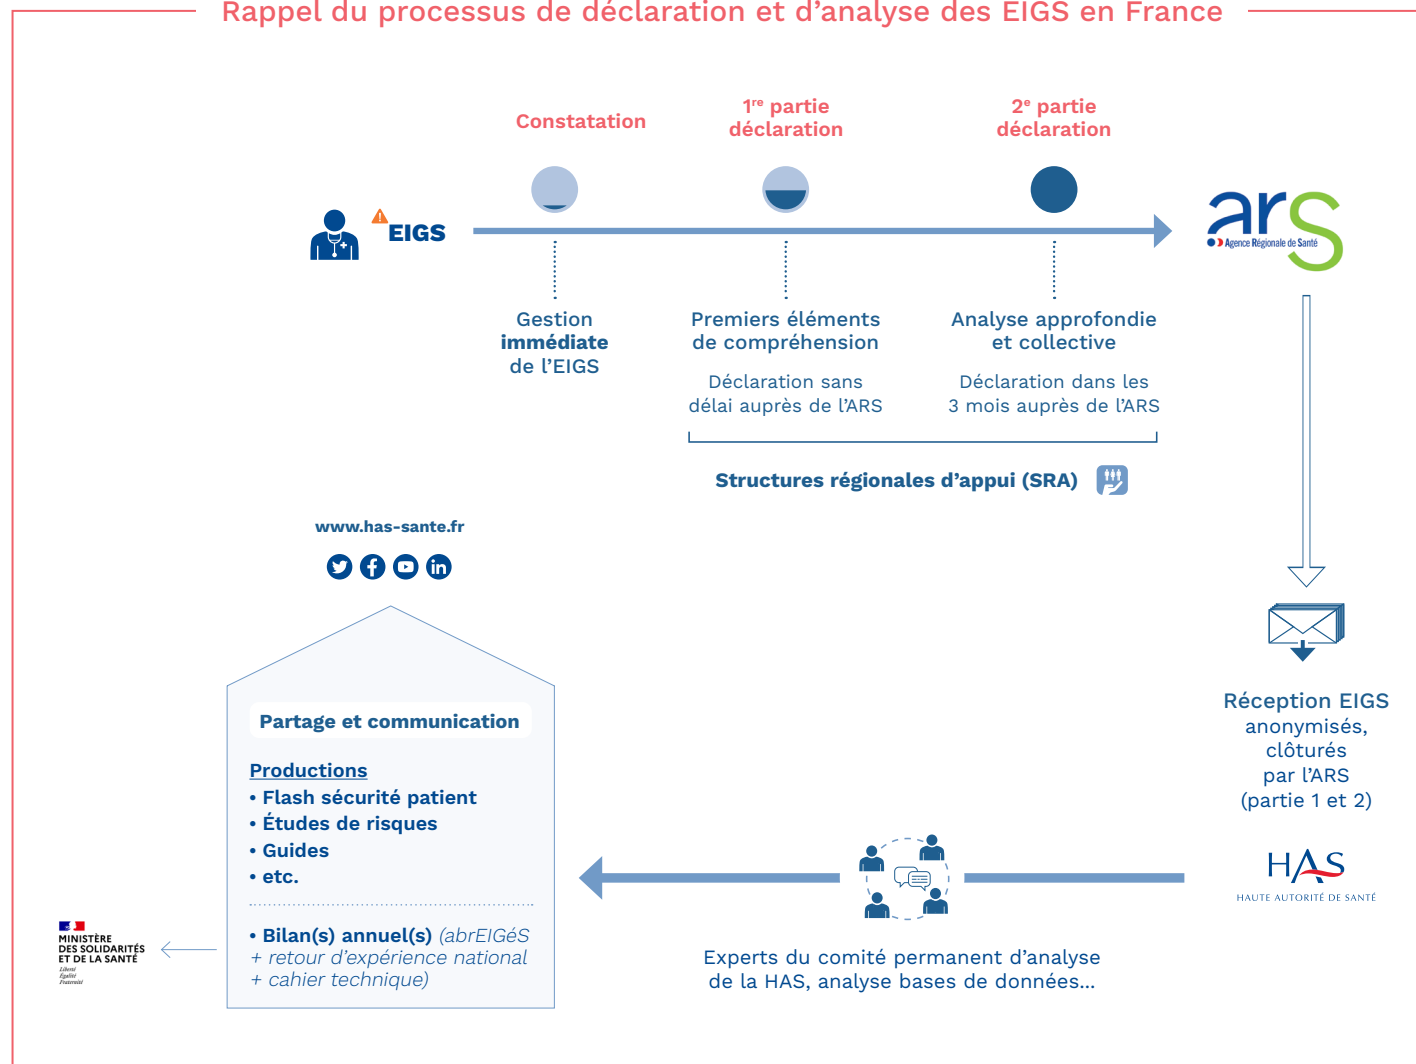 Rappel du processus de déclaration et d’analyse des EIGS en France
Constatation
1re partie
déclaration
2e partie
déclaration
EIGS
ars
Agence Régionale de Santé
Gestion
immédiate
de l’EIGS
Premiers éléments
de compréhension
Déclaration sans
délai auprès de l’ARS
Analyse approfondie
et collective
Déclaration dans les
3 mois auprès de l’ARS
Structures régionales d’appui (SRA)
www.has-sante.fr
Réception EIGS
anonymisés,
clôturés
par l’ARS
(partie 1 et 2)
HAS
HAUTE AUTORITÉ DE SANTÉ
Experts du comité permanent d’analyse
de la HAS, analyse bases de données...
Partage et communication
Productions
• Flash sécurité patient
• Études de risques
• Guides
• etc.
• Bilan(s) annuel(s) (abrEIGéS
+ retour d’expérience national
+ cahier technique)
MINISTÈRE
DES SOLIDARITÉS
ET DE LA SANTÉ
Liberté
Égalité
Fraternité